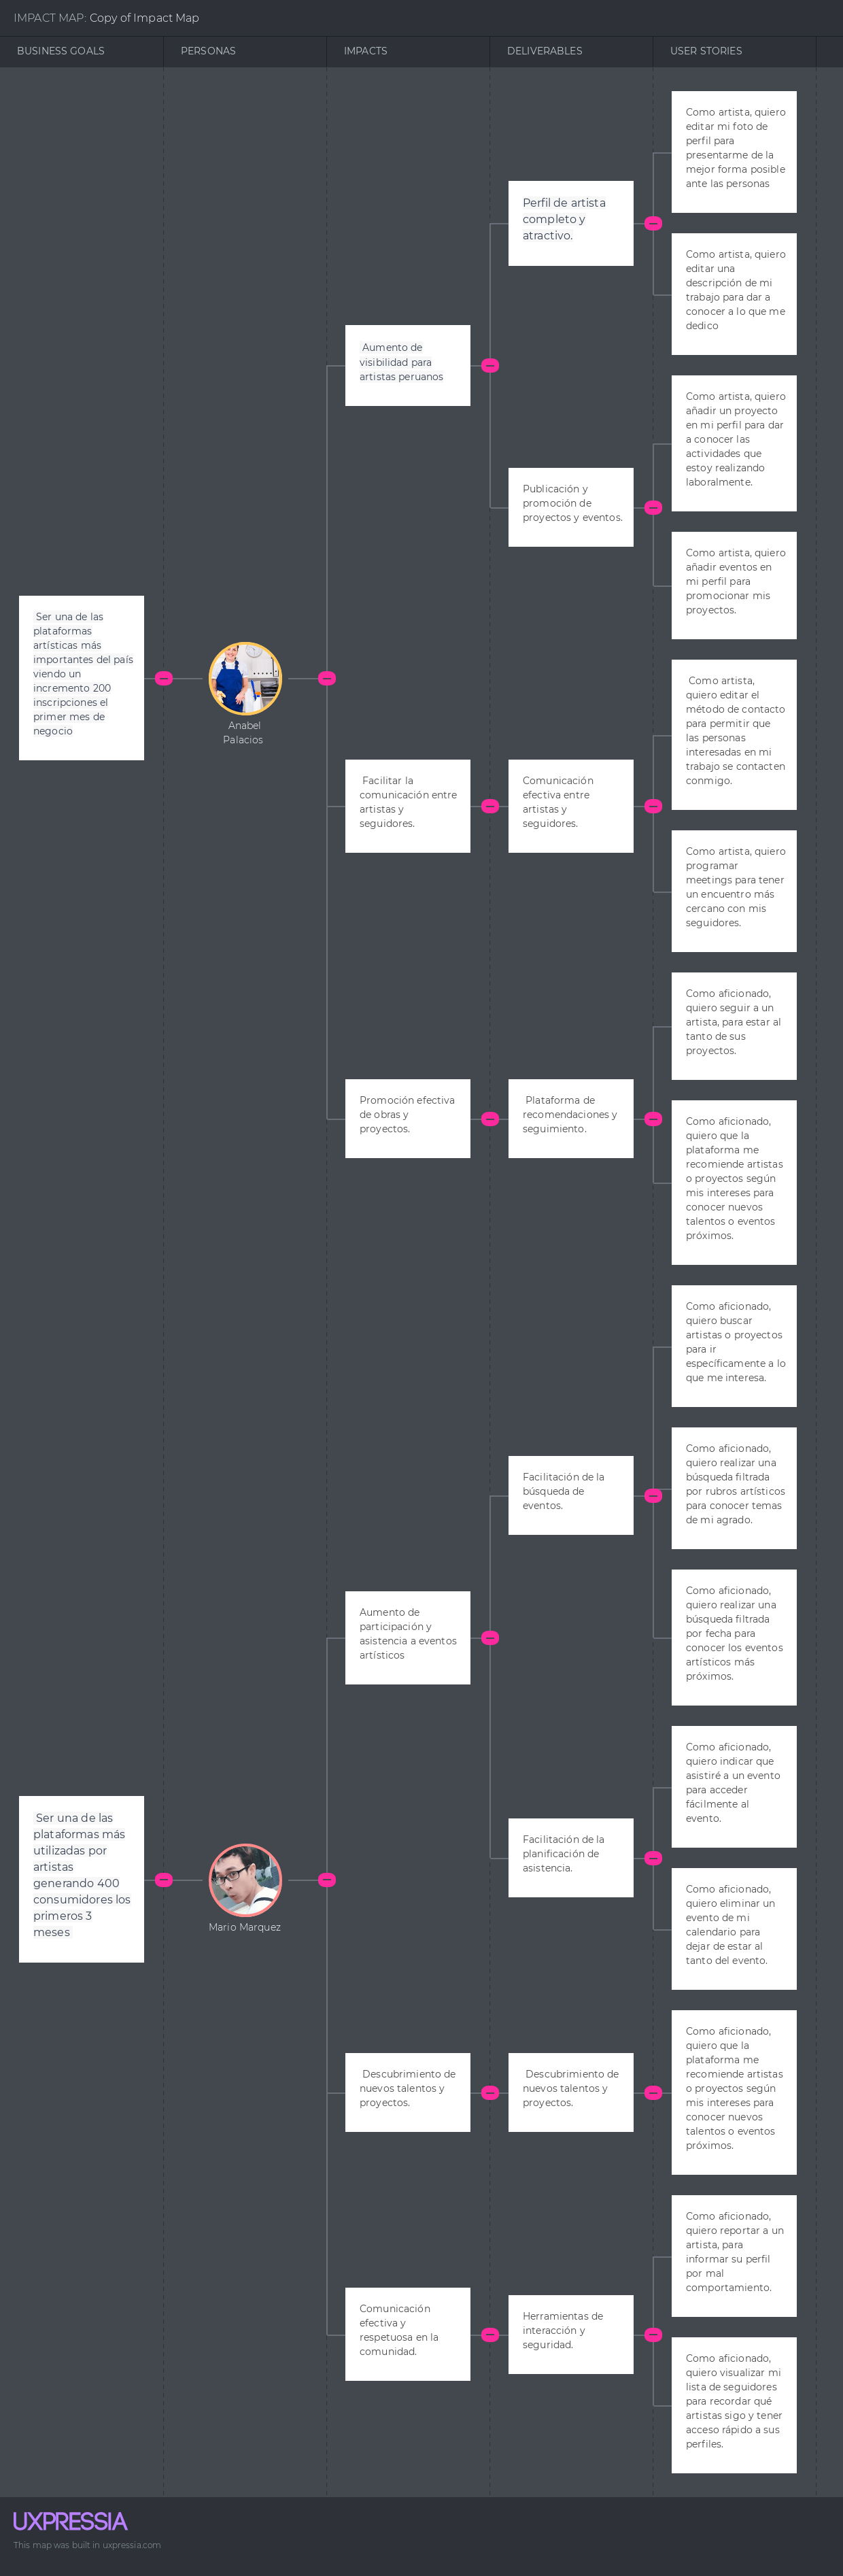 IMPACT MAP: Copy of Impact Map
BUSINESS GOALS
PERSONAS
IMPACTS
DELIVERABLES
USER STORIES
Ser una de las
plataformas
artísticas más
importantes del país
viendo un
incremento 200
inscripciones el
primer mes de
negocio
Anabel
Palacios
Aumento de
visibilidad para
artistas peruanos
Perfil de artista
completo y
atractivo.
Como artista, quiero
editar mi foto de
perfil para
presentarme de la
mejor forma posible
ante las personas
Como artista, quiero
editar una
descripción de mi
trabajo para dar a
conocer a lo que me
dedico
Publicación y
promoción de
proyectos y eventos.
Como artista, quiero
añadir un proyecto
en mi perfil para dar
a conocer las
actividades que
estoy realizando
laboralmente.
Como artista, quiero
añadir eventos en
mi perfil para
promocionar mis
proyectos.
Facilitar la
comunicación entre
artistas y
seguidores.
Comunicación
efectiva entre
artistas y
seguidores.
Como artista,
quiero editar el
método de contacto
para permitir que
las personas
interesadas en mi
trabajo se contacten
conmigo.
Como artista, quiero
programar
meetings para tener
un encuentro más
cercano con mis
seguidores.
Promoción efectiva
de obras y
proyectos.
Plataforma de
recomendaciones y
seguimiento.
Como aficionado,
quiero seguir a un
artista, para estar al
tanto de sus
proyectos.
Como aficionado,
quiero que la
plataforma me
recomiende artistas
o proyectos según
mis intereses para
conocer nuevos
talentos o eventos
próximos.
Ser una de las
plataformas más
utilizadas por
artistas
generando 400
consumidores los
primeros 3
meses
Mario Marquez
Aumento de
participación y
asistencia a eventos
artísticos
Facilitación de la
búsqueda de
eventos.
Como aficionado,
quiero buscar
artistas o proyectos
para ir
específicamente a lo
que me interesa.
Como aficionado,
quiero realizar una
búsqueda filtrada
por rubros artísticos
para conocer temas
de mi agrado.
Como aficionado,
quiero realizar una
búsqueda filtrada
por fecha para
conocer los eventos
artísticos más
próximos.
Facilitación de la
planificación de
asistencia.
Como aficionado,
quiero indicar que
asistiré a un evento
para acceder
fácilmente al
evento.
Como aficionado,
quiero eliminar un
evento de mi
calendario para
dejar de estar al
tanto del evento.
Descubrimiento de
nuevos talentos y
proyectos.
Descubrimiento de
nuevos talentos y
proyectos.
Como aficionado,
quiero que la
plataforma me
recomiende artistas
o proyectos según
mis intereses para
conocer nuevos
talentos o eventos
próximos.
Comunicación
efectiva y
respetuosa en la
comunidad.
Herramientas de
interacción y
seguridad.
Como aficionado,
quiero reportar a un
artista, para
informar su perfil
por mal
comportamiento.
Como aficionado,
quiero visualizar mi
lista de seguidores
para recordar qué
artistas sigo y tener
acceso rápido a sus
perfiles.
UXPRESSIA
This map was built in uxpressia.com